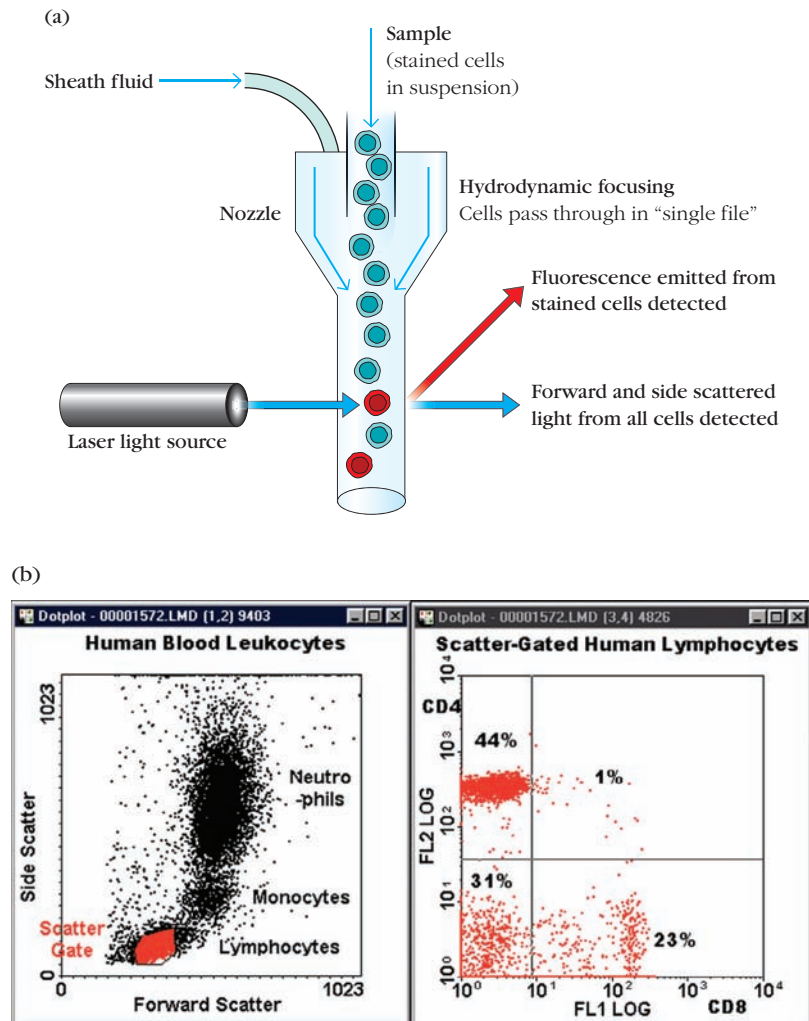 (a)
Sample
(stained cells
in suspension)
Sheath fluid
Nozzle
Hydrodynamic focusing
Cells pass through in “single file”
Fluorescence emitted from
stained cells detected
Forward and side scattered
light from all cells detected
Laser light source
(b)
Dotplot - 00001572.LMD (1,2) 9403
Human Blood Leukocytes
1023
Side Scatter
Neutro
-phils
Monocytes
Scatter
Gate
Lymphocytes
0
0
Forward Scatter
1023
Dotplot - 00001572.LMD (3,4) 4826
Scatter-Gated Human Lymphocytes
10⁴
CD4
44%
10³
1%
FL2 LOG
10²
31%
10¹
23%
10⁰
10⁰ 10¹ 10² 10³ 10⁴
FL1 LOG
CD8